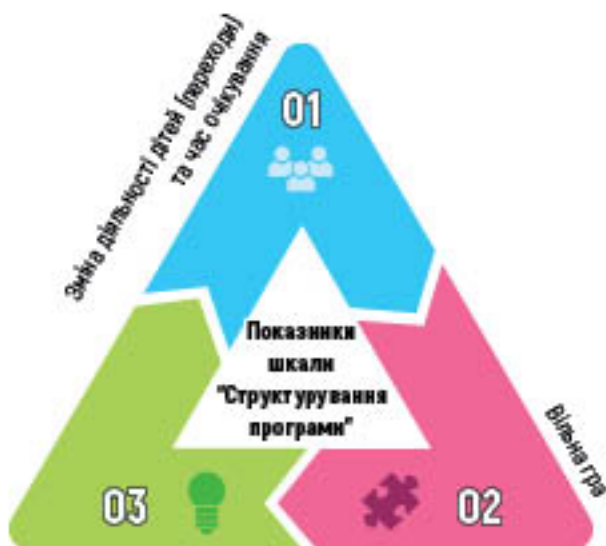 Зміна діяльності дітей (переходи)
та час очікування
01
Показники
шкали
"Структурування
програми"
Вільна гра
03
02